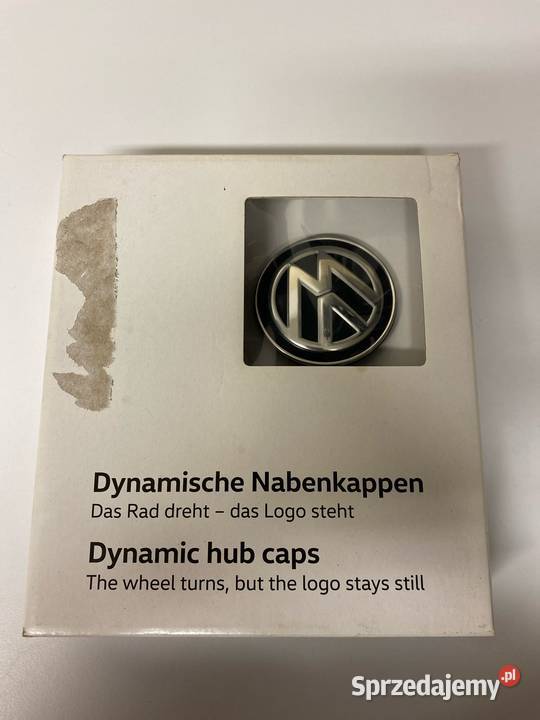 Dynamische Nabenkappen
Das Rad dreht – das Logo steht
Dynamic hub caps
The wheel turns, but the logo stays still
Sprzedajemy.pl